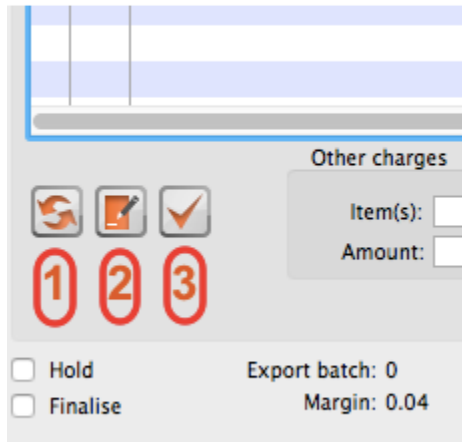 Other charges
Item(s):
Amount:
1 2 3
Hold
Export batch: 0
Finalise
Margin: 0.04